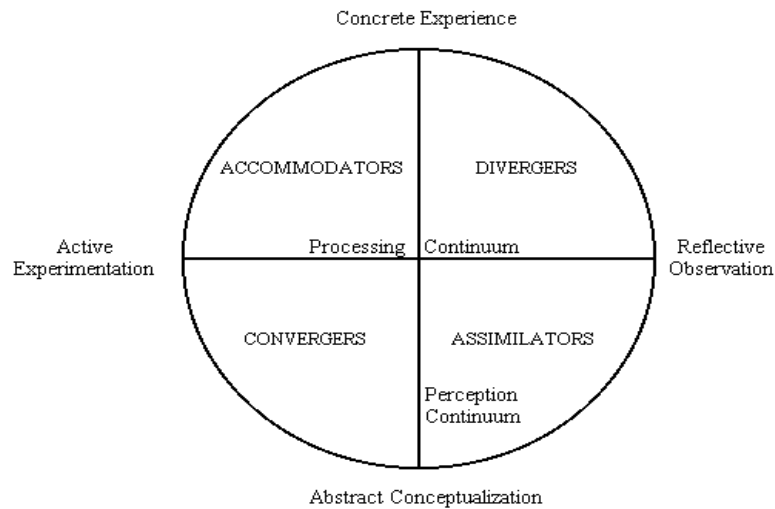 Concrete Experience
ACCOMMODATORS
DIVERGERS
Active
Experimentation
Processing
Continuum
Reflective
Observation
CONVERGERS
ASSIMILATORS
Perception
Continuum
Abstract Conceptualization